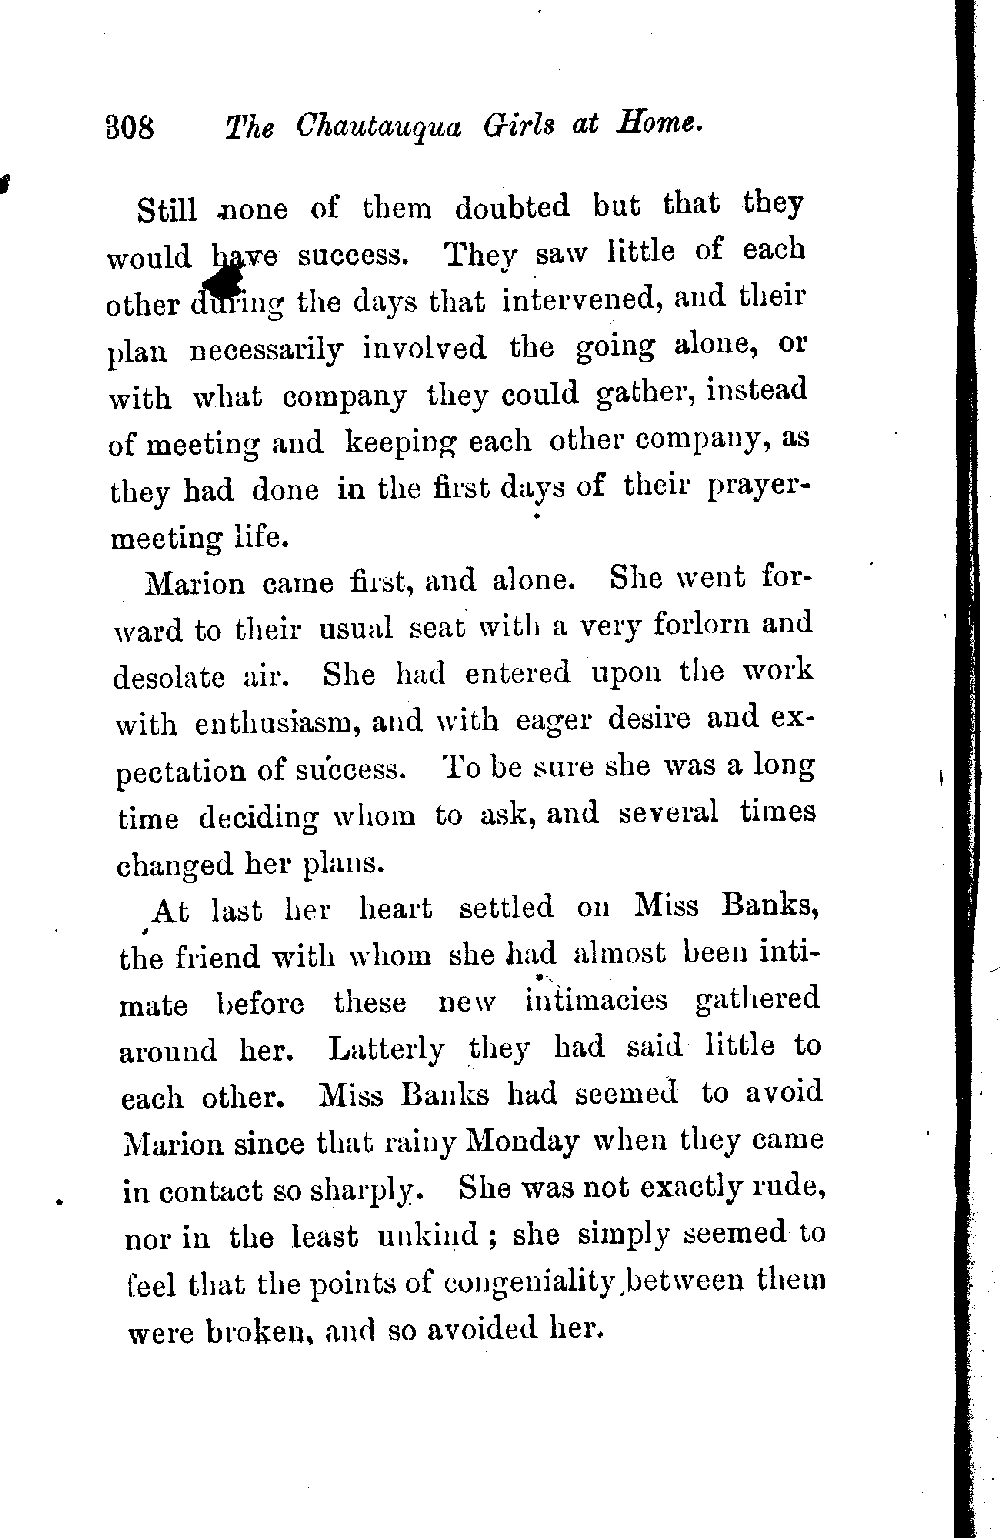 308 The Chautauqua Girls at Home.
Still none of them doubted but that they
would have success. They saw little of each
other during the days that intervened, and their
plan necessarily involved the going alone, or
with what company they could gather, instead
of meeting and keeping each other company, as
they had done in the first days of their prayer-
meeting life.
Marion came first, and alone. She went for-
ward to their usual seat with a very forlorn and
desolate air. She had entered upon the work
with enthusiasm, and with eager desire and ex-
pectation of success. To be sure she was a long
time deciding whom to ask, and several times
changed her plans.
At last her heart settled on Miss Banks,
the friend with whom she had almost been inti-
mate before these new intimacies gathered
around her. Latterly they had said little to
each other. Miss Banks had seemed to avoid
Marion since that rainy Monday when they came
in contact so sharply. She was not exactly rude,
nor in the least unkind ; she simply seemed to
feel that the points of congeniality between them
were broken, and so avoided her.